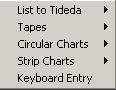 List to Tideda
Tapes
Circular Charts
Strip Charts
Keyboard Entry